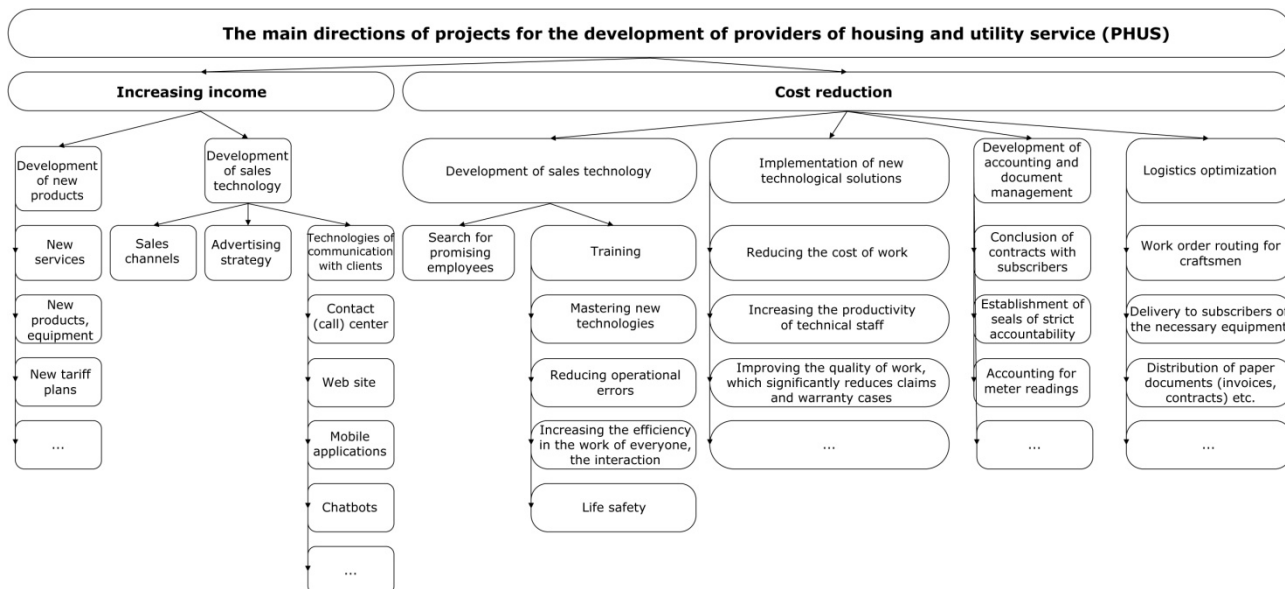 The main directions of projects for the development of providers of housing and utility service (PHUS)
Increasing income
Cost reduction
Development
of new
products
Development
of sales
technology
Development of sales technology
Implementation of new
technological solutions
Development of
accounting and
document
management
Logistics optimization
New
services
Sales
channels
Advertising
strategy
Technologies of
communication
with clients
Search for
promising
employees
Training
Reducing the cost of work
Conclusion of
contracts with
subscribers
Work order routing for
craftsmen
New
products,
equipment
Contact
(call) center
Mastering new
technologies
Increasing the productivity
of technical staff
Establishment of
seals of strict
accountability
Delivery to subscribers of
the necessary equipment
New tariff
plans
Web site
Reducing operational
errors
Improving the quality of work,
which significantly reduces claims
and warranty cases
Accounting for
meter readings
Distribution of paper
documents (invoices,
contracts) etc.
...
Mobile
applications
Increasing the efficiency
in the work of everyone,
the interaction
...
...
...
Chatbots
Life safety
...